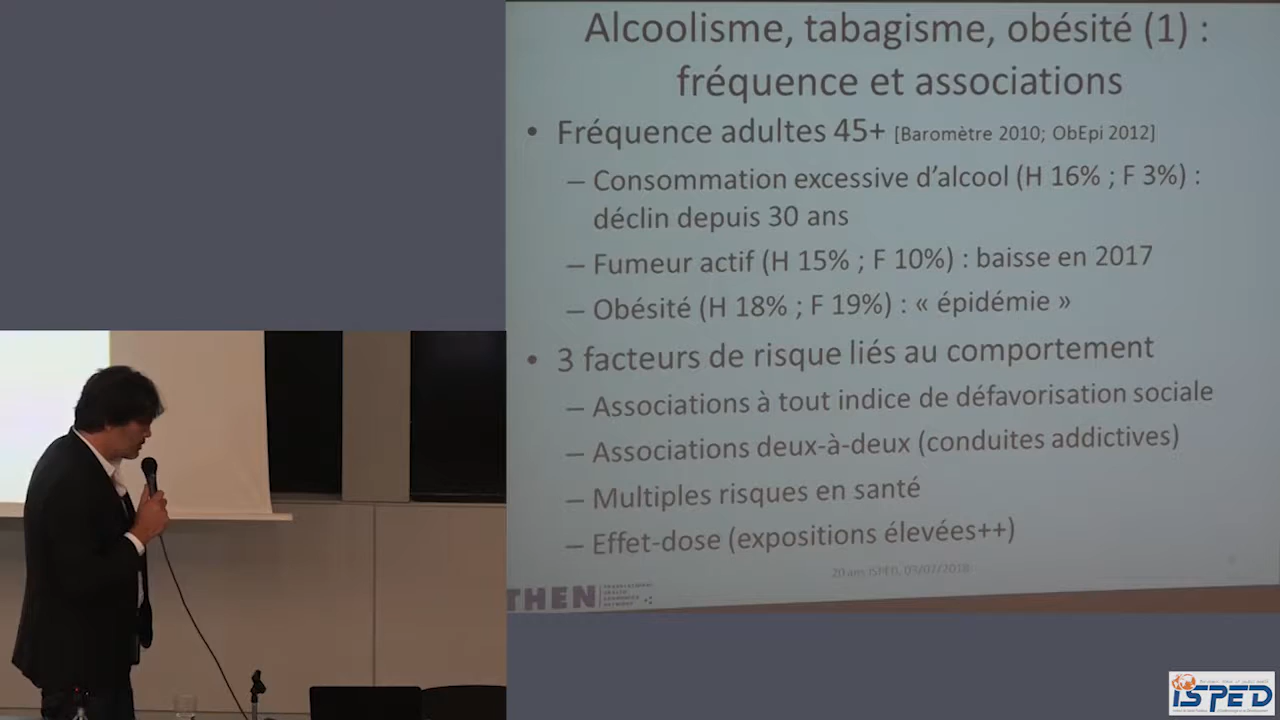 Alcoolisme, tabagisme, obésité (1) :
fréquence et associations
• Fréquence adultes 45+ [Baromètre 2010; ObEpi 2012]
– Consommation excessive d'alcool (H 16% ; F 3%) :
déclin depuis 30 ans
– Fumeur actif (H 15% ; F 10%) : baisse en 2017
– Obésité (H 18% ; F 19%) : « épidémie »
• 3 facteurs de risque liés au comportement
– Associations à tout indice de défavorisation sociale
– Associations deux-à-deux (conduites addictives)
– Multiples risques en santé
– Effet-dose (expositions élevées++)
20 ans ISPED, 09/07/2018
THEN
ISPED